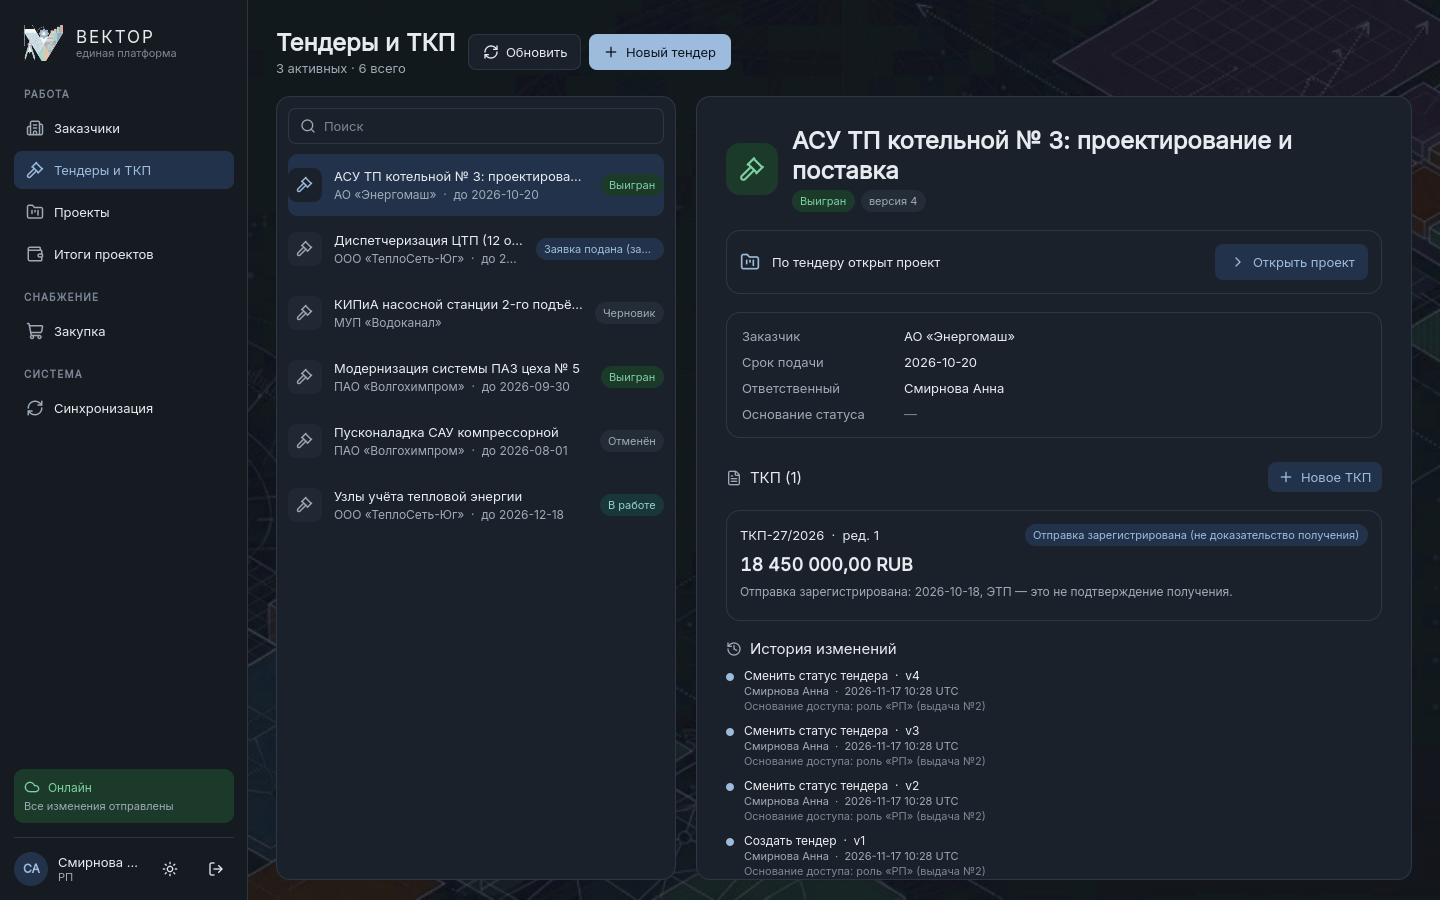 ВЕКТОР
единая платформа
РАБОТА
Заказчики
Тендеры и ТКП
Проекты
Итоги проектов
СНАБЖЕНИЕ
Закупка
СИСТЕМА
Синхронизация
Онлайн
Все изменения отправлены
СА
Смирнова ...
РП
Тендеры и ТКП
3 активных · 6 всего
Обновить
Новый тендер
Поиск
АСУ ТП котельной № 3: проектирова...
АО «Энергомаш» · до 2026-10-20
Выигран
Диспетчеризация ЦТП (12 о...
ООО «ТеплоСеть-Юг» · до 2...
Заявка подана (за...
КИПиА насосной станции 2-го подъё...
МУП «Водоканал»
Черновик
Модернизация системы ПАЗ цеха № 5
ПАО «Волгохимпром» · до 2026-09-30
Выигран
Пусконаладка САУ компрессорной
ПАО «Волгохимпром» · до 2026-08-01
Отменён
Узлы учёта тепловой энергии
ООО «ТеплоСеть-Юг» · до 2026-12-18
В работе
АСУ ТП котельной № 3: проектирование и
поставка
Выигран
версия 4
По тендеру открыт проект
Открыть проект
Заказчик АО «Энергомаш»
Срок подачи 2026-10-20
Ответственный Смирнова Анна
Основание статуса —
ТКП (1)
Новое ТКП
ТКП-27/2026 · ред. 1
Отправка зарегистрирована (не доказательство получения)
18 450 000,00 RUB
Отправка зарегистрирована: 2026-10-18, ЭТП — это не подтверждение получения.
История изменений
Сменить статус тендера · v4
Смирнова Анна · 2026-11-17 10:28 UTC
Основание доступа: роль «РП» (выдача №2)
Сменить статус тендера · v3
Смирнова Анна · 2026-11-17 10:28 UTC
Основание доступа: роль «РП» (выдача №2)
Сменить статус тендера · v2
Смирнова Анна · 2026-11-17 10:28 UTC
Основание доступа: роль «РП» (выдача №2)
Создать тендер · v1
Смирнова Анна · 2026-11-17 10:28 UTC
Основание доступа: роль «РП» (выдача №2)